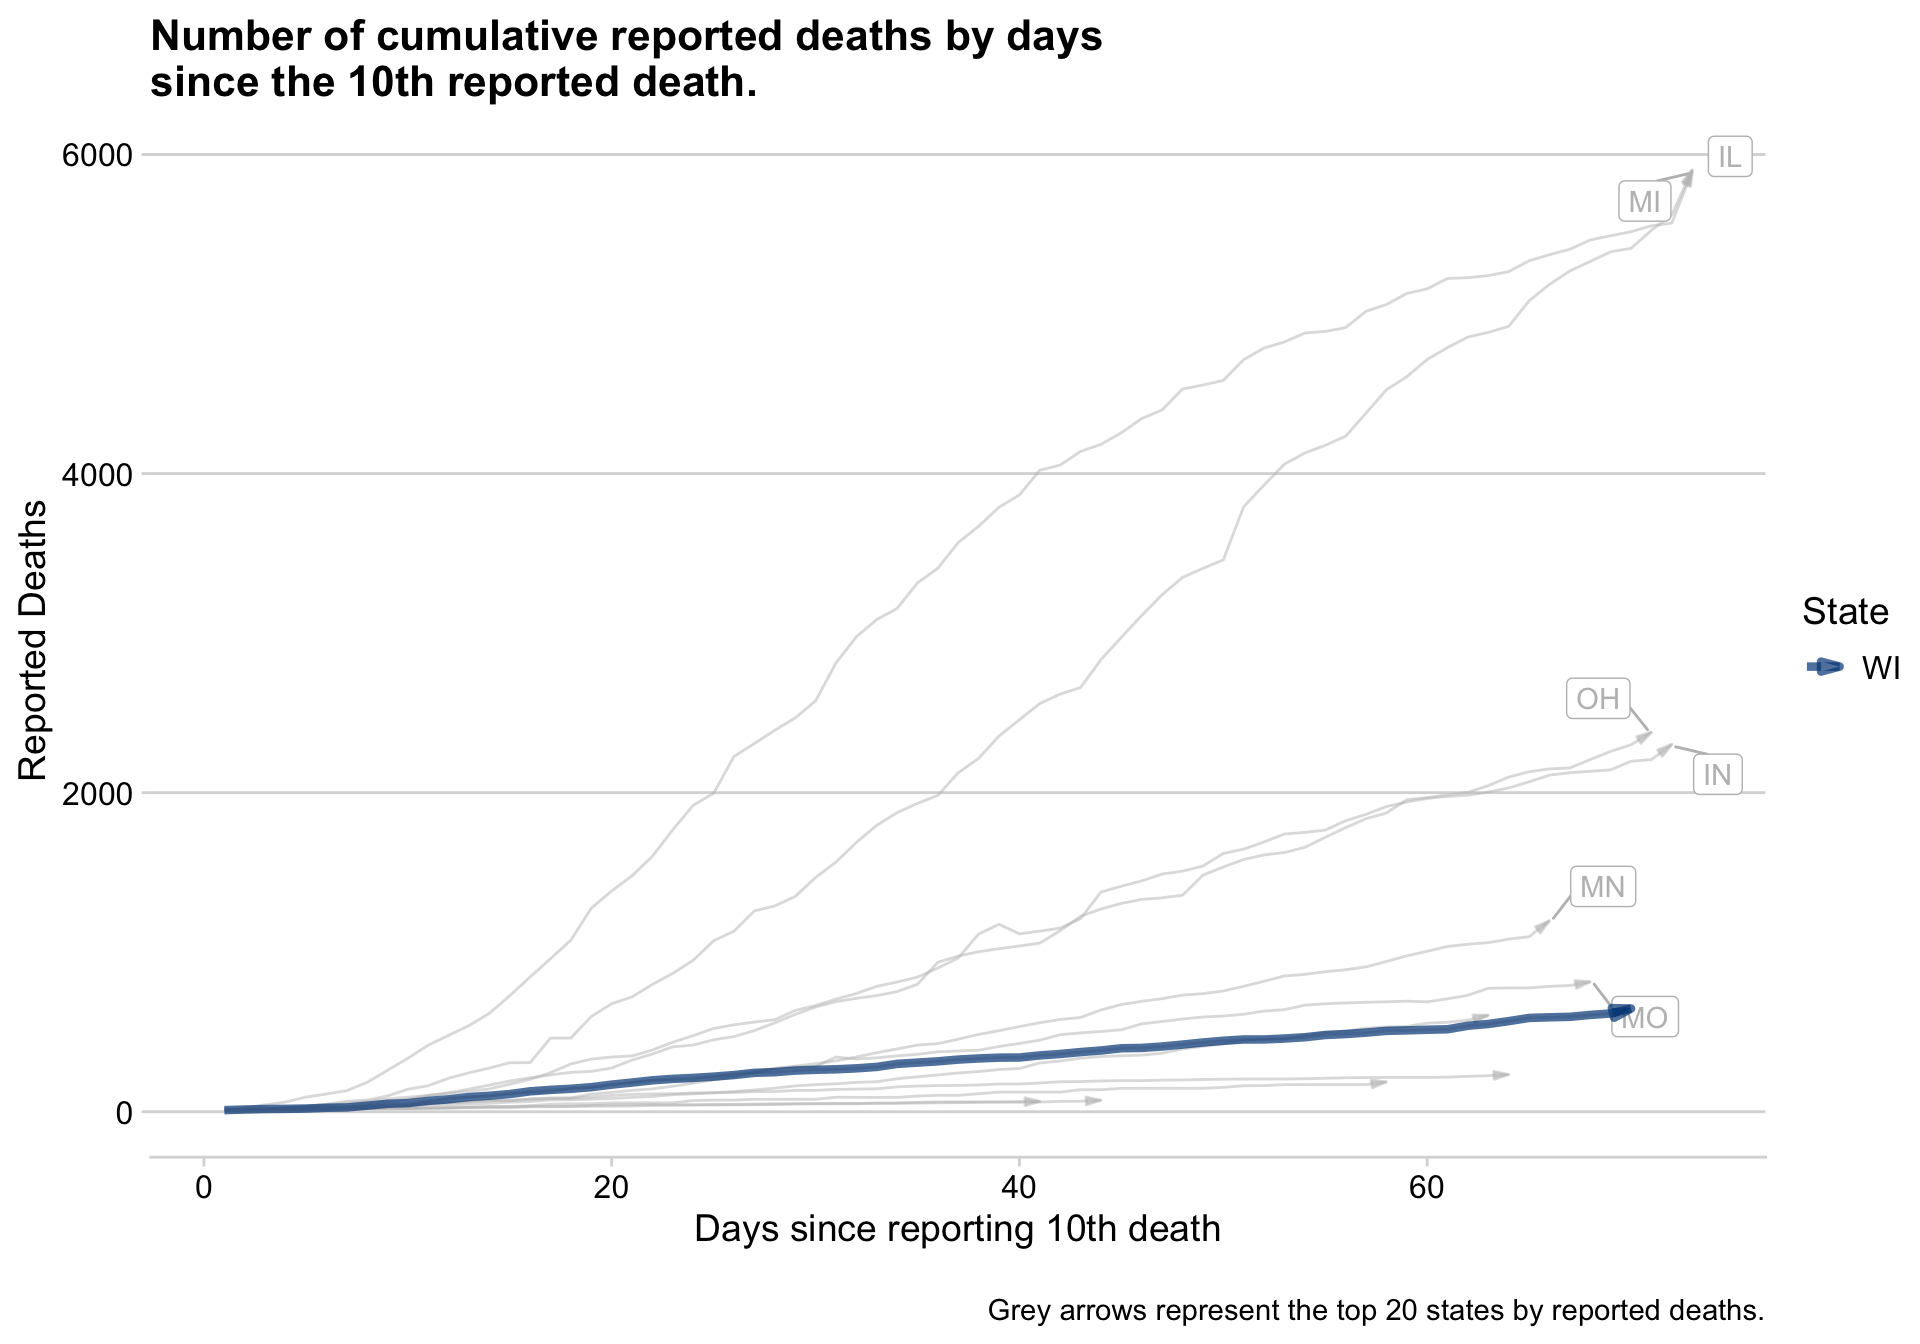 Number of cumulative reported deaths by days
since the 10th reported death.
6000
4000
2000
0
Reported Deaths
IL
MI
OH
IN
MN
MO
State
WI
0
20
40
60
Days since reporting 10th death
Grey arrows represent the top 20 states by reported deaths.